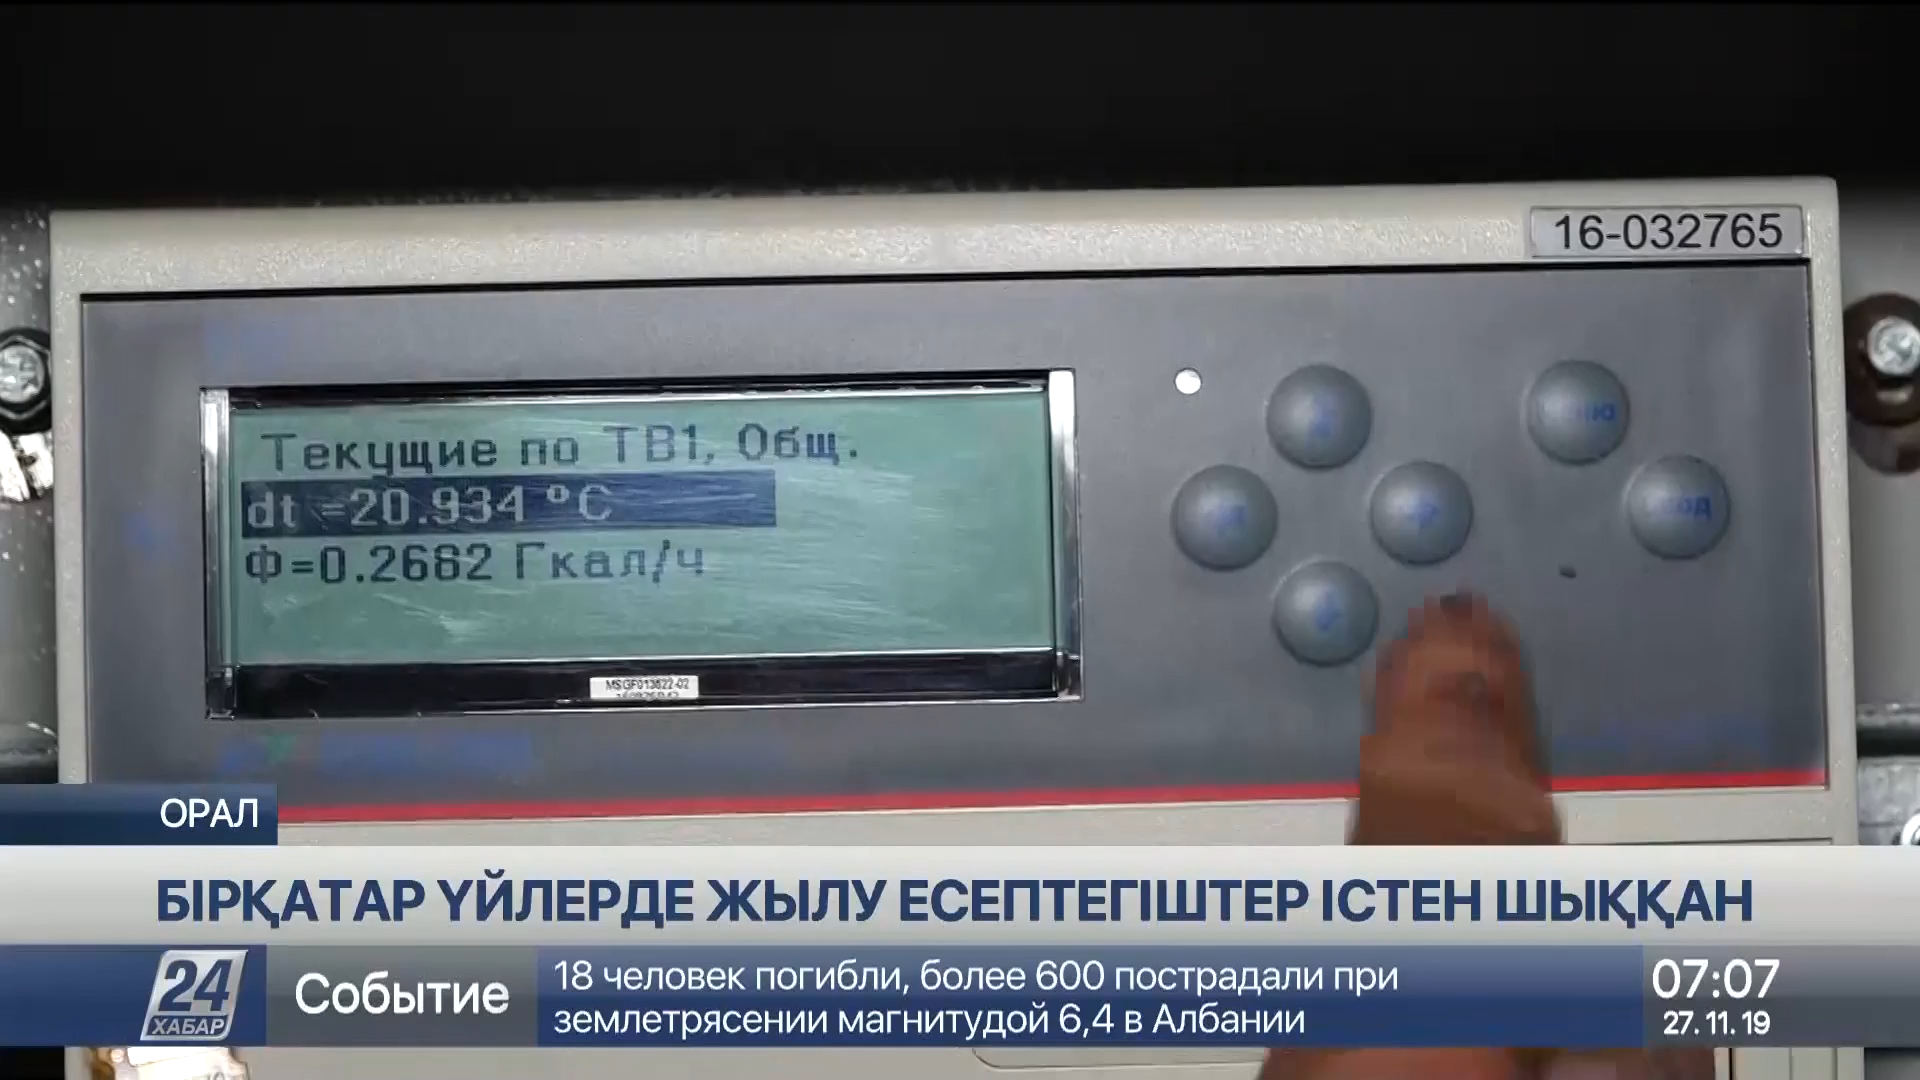 16-032765
Текущие по ТВ1, Общ.
dt =20.934 °C
Ф=0.2682 Гкал/ч
MSGF013622-02
ОРАЛ
БІРҚАТАР ҮЙЛЕРДЕ ЖЫЛУ ЕСЕПТЕГІШТЕР ІСТЕН ШЫҚҚАН
24
ХАБАР
Событие
18 человек погибли, более 600 пострадали при
землетрясении магнитудой 6,4 в Албании
07:07
27.11.19